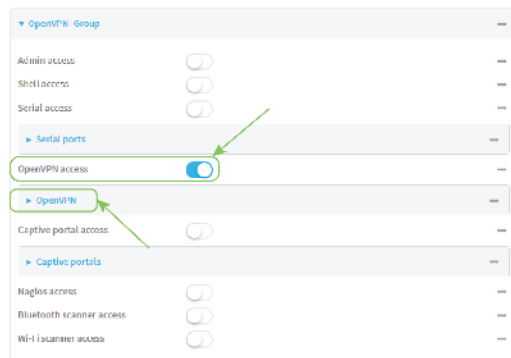 OpenVPN Group
Admin access
Shell access
Serial access
Serial ports
OpenVPN access
OpenVPN
Captive portal access
Captive portals
Nagios access
Bluetooth scanner access
Wi-Fi scanner access